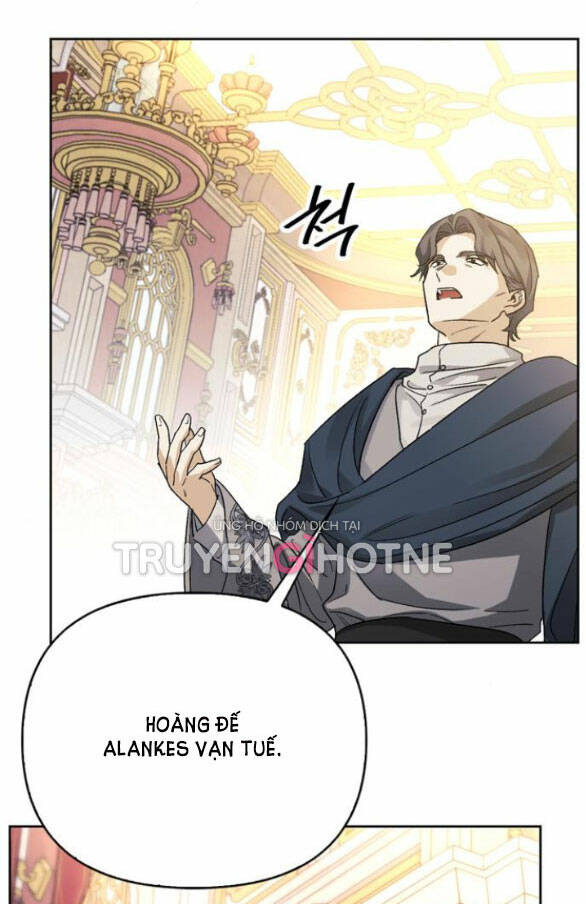 척
ỦNG HỘ NHÓM DỊCH TẠI
TRUYENGIHOTNE
HOÀNG ĐẾ
ALANKES VẠN TUẾ.